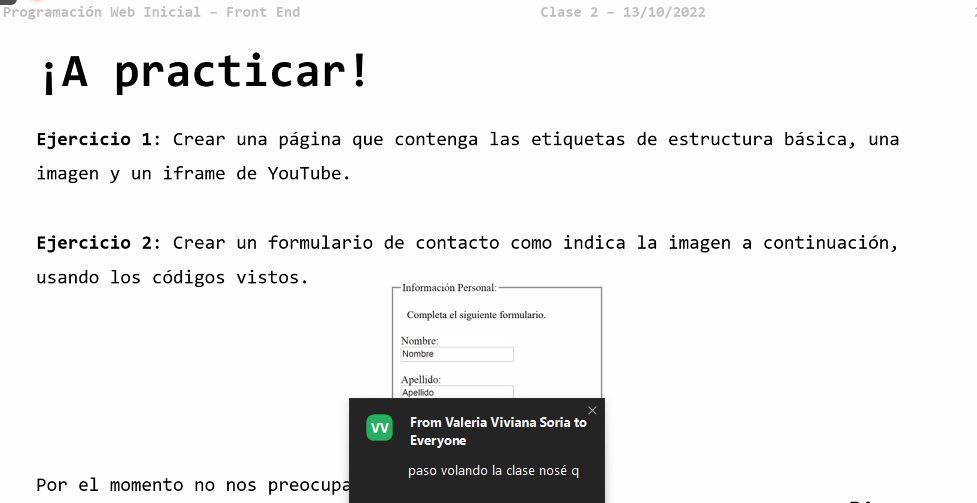 Programación Web Inicial – Front End
Clase 2 – 13/10/2022
¡A practicar!
Ejercicio 1: Crear una página que contenga las etiquetas de estructura básica, una
imagen y un iframe de YouTube.
Ejercicio 2: Crear un formulario de contacto como indica la imagen a continuación,
usando los códigos vistos.
Información Personal:
Completa el siguiente formulario.
Nombre:
Nombre
Apellido:
Apellido
VV
From Valeria Viviana Soria to
Everyone
paso volando la clase nosé q
Por el momento no nos preocupa